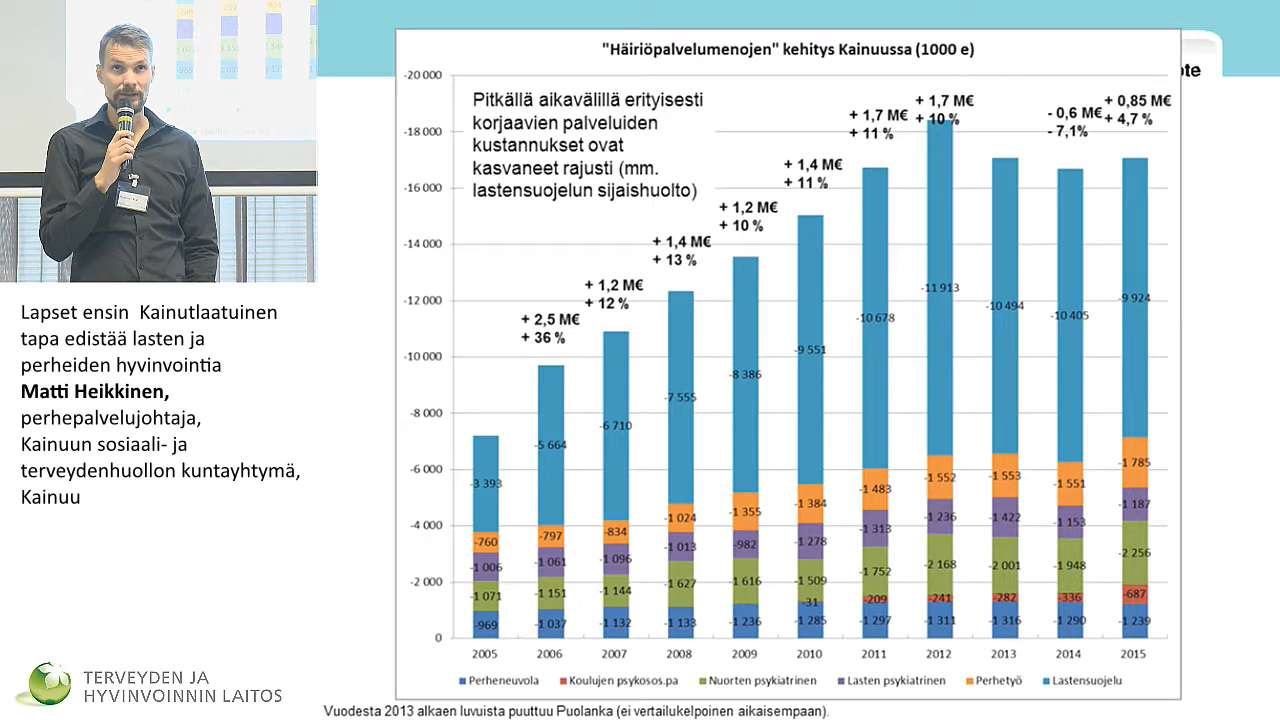 ote
"Häiriöpalvelumenojen" kehitys Kainuussa (1000 e)
Pitkällä aikavälillä erityisesti
korjaavien palveluiden
kustannukset ovat
kasvaneet rajusti (mm.
lastensuojelun sijaishuolto)
-20 000
-18 000
-16 000
-14 000
-12 000
-10 000
-8 000
-6 000
-4 000
-2 000
0
+ 2,5 M€
+ 36 %
+ 1,2 M€
+ 12 %
+ 1,4 M€
+ 13 %
+ 1,2 M€
+ 10 %
+ 1,4 M€
+ 11 %
+ 1,7 M€
+ 11 %
+ 1,7 M€
+ 10 %
- 0,6 M€
- 7,1%
+ 0,85 M€
+ 4,7 %
-3 393 -5 664 -6 710 -7 555 -8 386 -9 551 -10 678 -11 913 -10 494 -10 405 -9 924
-760 -797 -834 -1 024 -1 355 -1 384 -1 483 -1 552 -1 553 -1 551 -1 785
-1 006 -1 061 -1 096 -1 013 -982 -1 278 -1 313 -1 236 -1 422 -1 153 -1 187
-1 071 -1 151 -1 144 -1 627 -1 616 -1 509 -1 752 -2 168 -2 001 -1 948 -2 256
-31 -209 -241 -282 -336 -687
-969 -1 037 -1 132 -1 133 -1 236 -1 285 -1 297 -1 311 -1 316 -1 290 -1 239
2005 2006 2007 2008 2009 2010 2011 2012 2013 2014 2015
Perheneuvola Koulujen psykosos.pa Nuorten psykiatrinen Lasten psykiatrinen Perhetyö Lastensuojelu
Vuodesta 2013 alkaen luvuista puuttuu Puolanka (ei vertailukelpoinen aikaisempaan).
Lapset ensin Kainutlaatuinen
tapa edistää lasten ja
perheiden hyvinvointia
Matti Heikkinen,
perhepalvelujohtaja,
Kainuun sosiaali- ja
terveydenhuollon kuntayhtymä,
Kainuu
TERVEYDEN JA
HYVINVOINNIN LAITOS